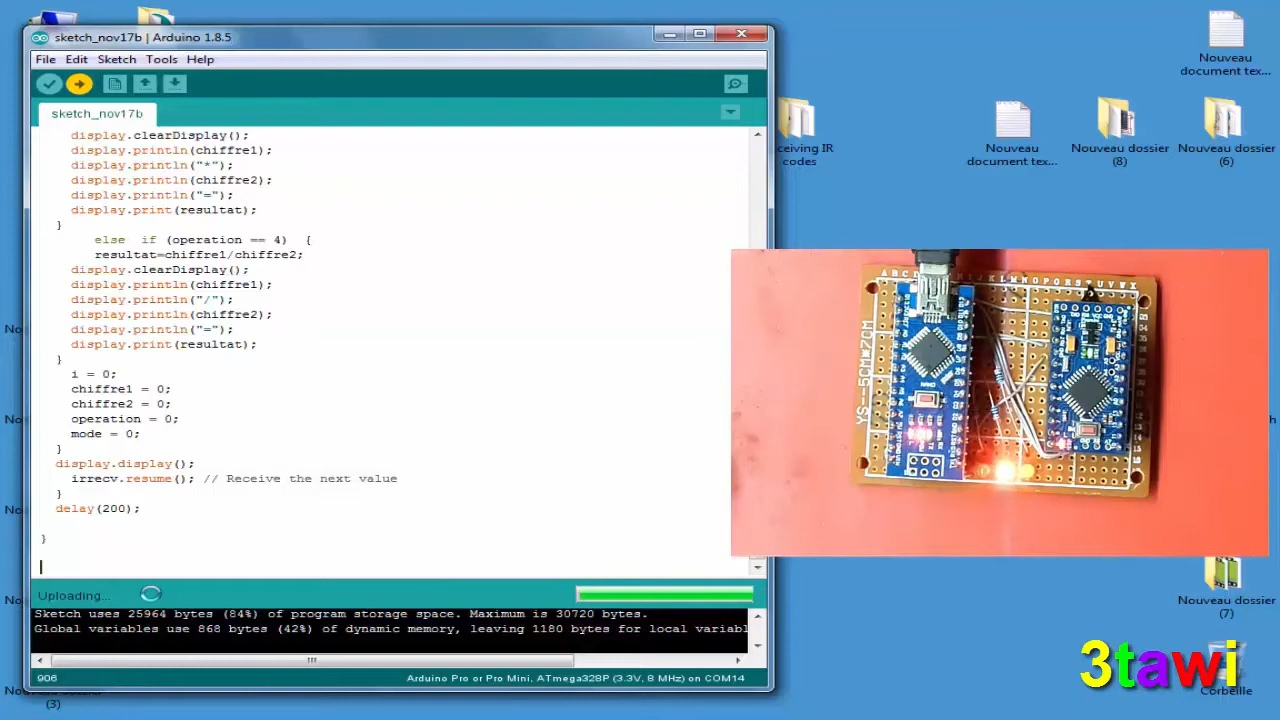 sketch_nov17b | Arduino 1.8.5
File Edit Sketch Tools Help
sketch_nov17b
display.clearDisplay();
display.println(chiffre1);
display.println("*");
display.println(chiffre2);
display.println("=");
display.print(resultat);
}
else if (operation == 4) {
resultat=chiffre1/chiffre2;
display.clearDisplay();
display.println(chiffre1);
display.println("/");
display.println(chiffre2);
display.println("=");
display.print(resultat);
}
i = 0;
chiffre1 = 0;
chiffre2 = 0;
operation = 0;
mode = 0;
}
display.display();
irrecv.resume(); // Receive the next value
}
delay(200);
}
Uploading...
Sketch uses 25964 bytes (84%) of program storage space. Maximum is 30720 bytes.
Global variables use 868 bytes (42%) of dynamic memory, leaving 1180 bytes for local variabl
906
Arduino Pro or Pro Mini, ATmega328P (3.3V, 8 MHz) on COM14
Nouveau
document tex...
ceiving IR
codes
Nouveau
document tex...
Nouveau dossier
(8)
Nouveau dossier
(6)
YS--5CM*7CM
Nouveau dossier
(7)
3tawi
Corbeille
(3)